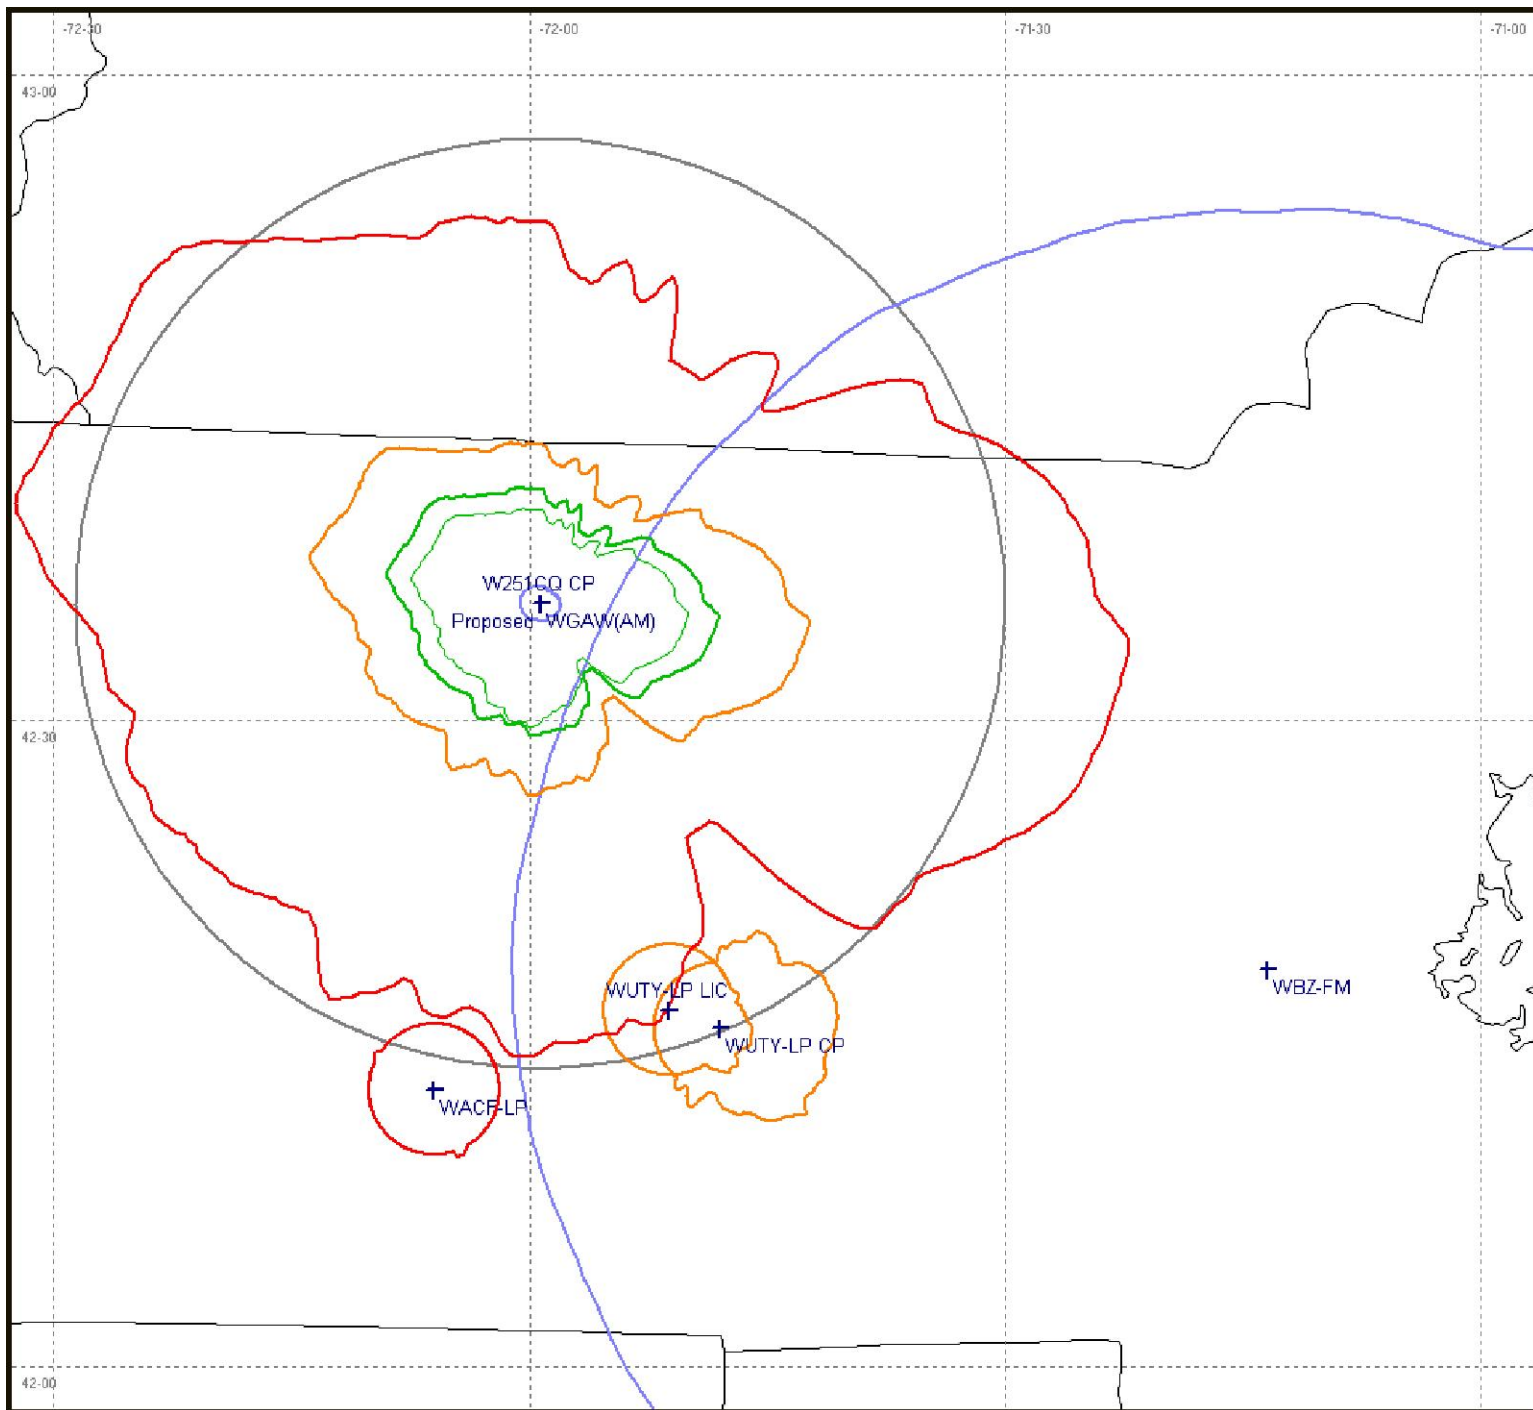 -72-30
-72-00
-71-30
-71-00
43-00
W251CQ CP
Proposed WGAW(AM)
42-30
WUTY-LP LIC
WBZ-FM
WUTY-LP CP
WACF-LP
42-00